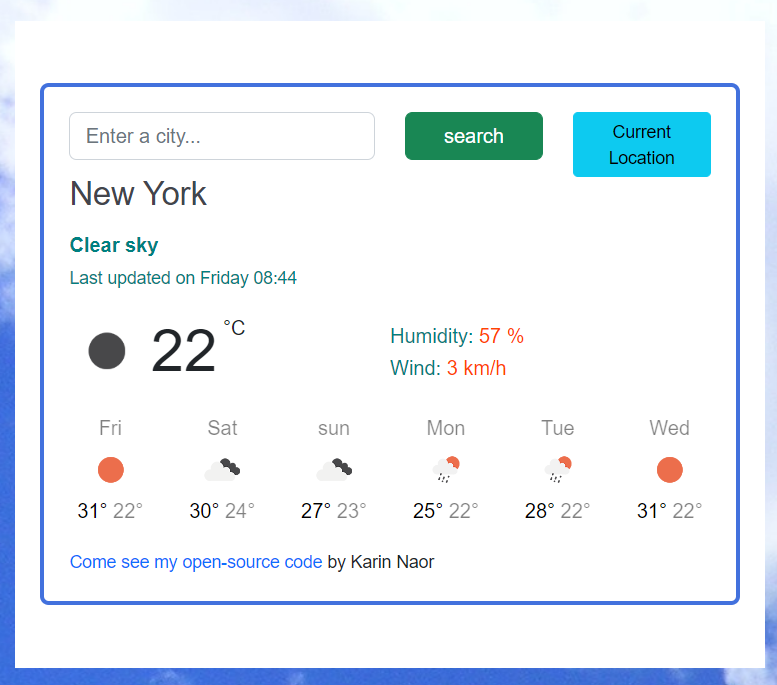 Enter a city...
search
Current
Location
New York
Clear sky
Last updated on Friday 08:44
22 °C
Humidity: 57 %
Wind: 3 km/h
Fri Sat sun Mon Tue Wed
31° 22° 30° 24° 27° 23° 25° 22° 28° 22° 31° 22°
Come see my open-source code by Karin Naor